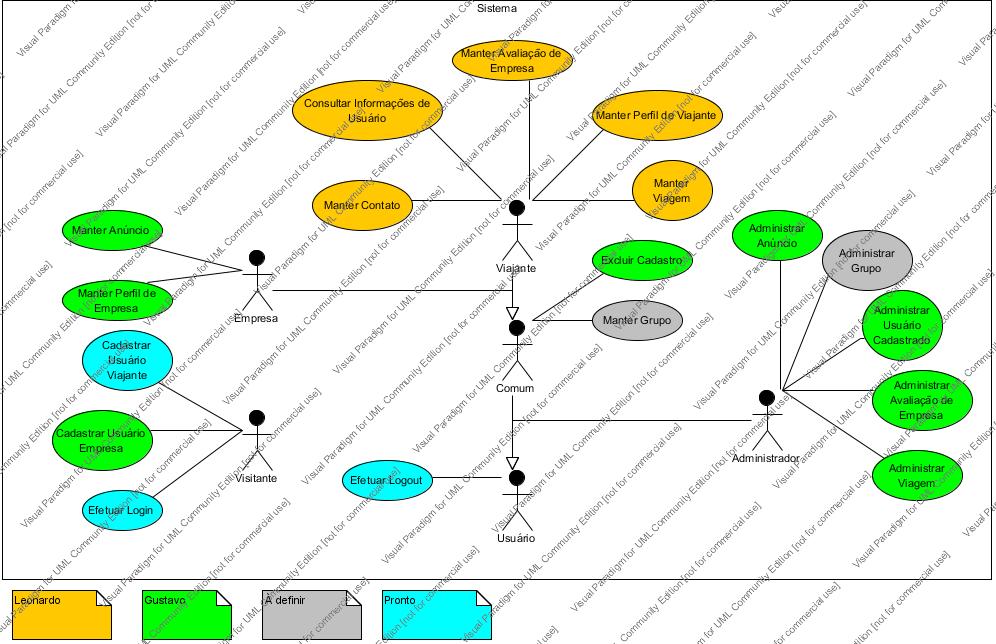 Sistema
Manter Avaliação de
Empresa
Consultar Informações de
Usuário
Manter Perfil de Viajante
Manter Contato
Manter
Viagem
Viajante
Manter Anúncio
Manter Perfil de
Empresa
Empresa
Excluir Cadastro
Manter Grupo
Comum
Administrar
Anúncio
Administrar
Grupo
Administrar
Usuário
Cadastrado
Administrar
Avaliação de
Empresa
Administrar
Viagem
Administrador
Cadastrar
Usuário
Viajante
Cadastrar Usuário
Empresa
Efetuar Login
Visitante
Efetuar Logout
Usuário
Leonardo
Gustavo
A definir
Pronto
Visual Paradigm for UML Community Edition [not for commercial use]